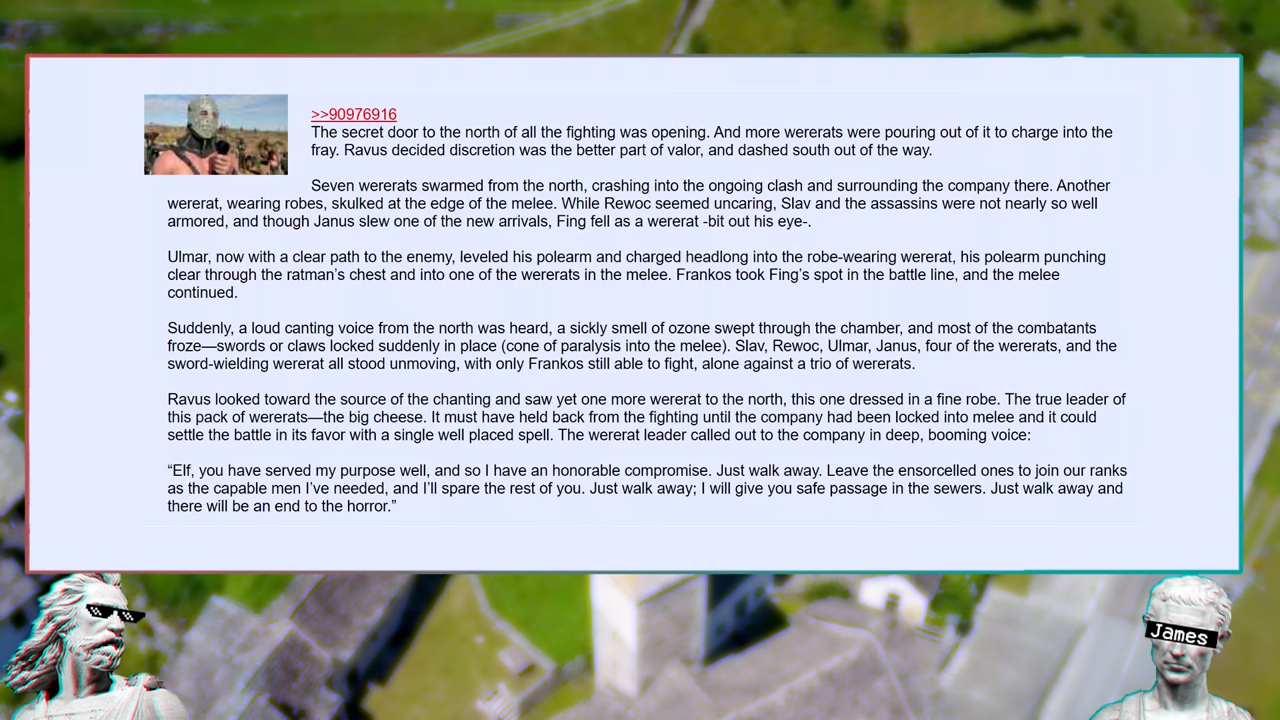 >>90976916
The secret door to the north of all the fighting was opening. And more wererats were pouring out of it to charge into the
fray. Ravus decided discretion was the better part of valor, and dashed south out of the way.
Seven wererats swarmed from the north, crashing into the ongoing clash and surrounding the company there. Another
wererat, wearing robes, skulked at the edge of the melee. While Rewoc seemed uncaring, Slav and the assassins were not nearly so well
armored, and though Janus slew one of the new arrivals, Fing fell as a wererat -bit out his eye-.
Ulmar, now with a clear path to the enemy, leveled his polearm and charged headlong into the robe-wearing wererat, his polearm punching
clear through the ratman's chest and into one of the wererats in the melee. Frankos took Fing's spot in the battle line, and the melee
continued.
Suddenly, a loud canting voice from the north was heard, a sickly smell of ozone swept through the chamber, and most of the combatants
froze—swords or claws locked suddenly in place (cone of paralysis into the melee). Slav, Rewoc, Ulmar, Janus, four of the wererats, and the
sword-wielding wererat all stood unmoving, with only Frankos still able to fight, alone against a trio of wererats.
Ravus looked toward the source of the chanting and saw yet one more wererat to the north, this one dressed in a fine robe. The true leader of
this pack of wererats—the big cheese. It must have held back from the fighting until the company had been locked into melee and it could
settle the battle in its favor with a single well placed spell. The wererat leader called out to the company in deep, booming voice:
“Elf, you have served my purpose well, and so I have an honorable compromise. Just walk away. Leave the ensorcelled ones to join our ranks
as the capable men I've needed, and I'll spare the rest of you. Just walk away; I will give you safe passage in the sewers. Just walk away and
there will be an end to the horror.”
James